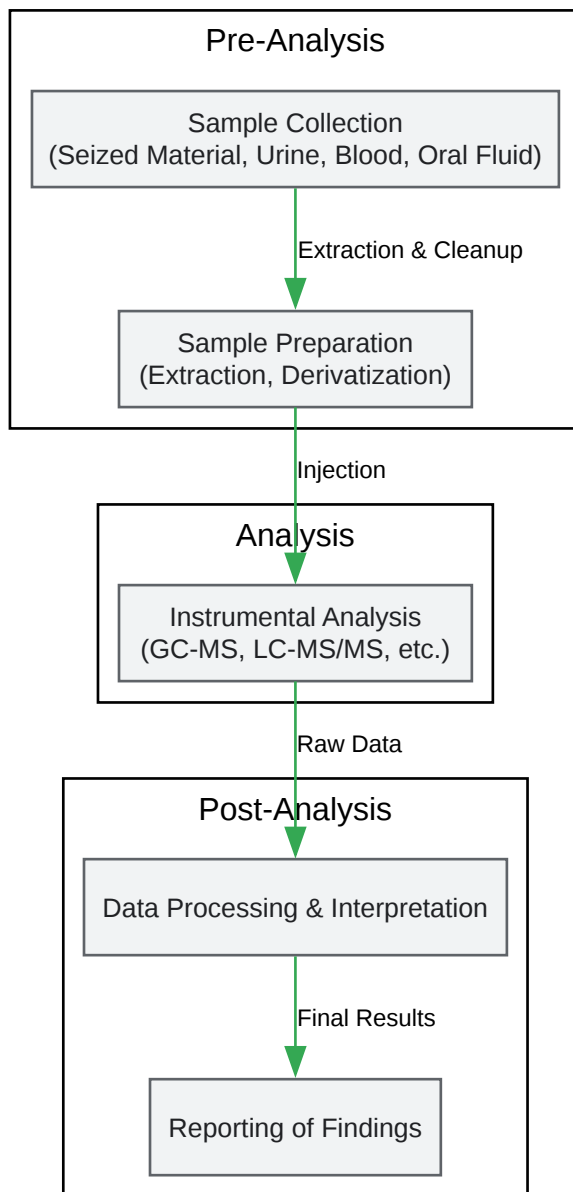 Pre-Analysis
Sample Collection
(Seized Material, Urine, Blood, Oral Fluid)
Extraction & Cleanup
Sample Preparation
(Extraction, Derivatization)
Injection
Analysis
Instrumental Analysis
(GC-MS, LC-MS/MS, etc.)
Raw Data
Post-Analysis
Data Processing & Interpretation
Final Results
Reporting of Findings